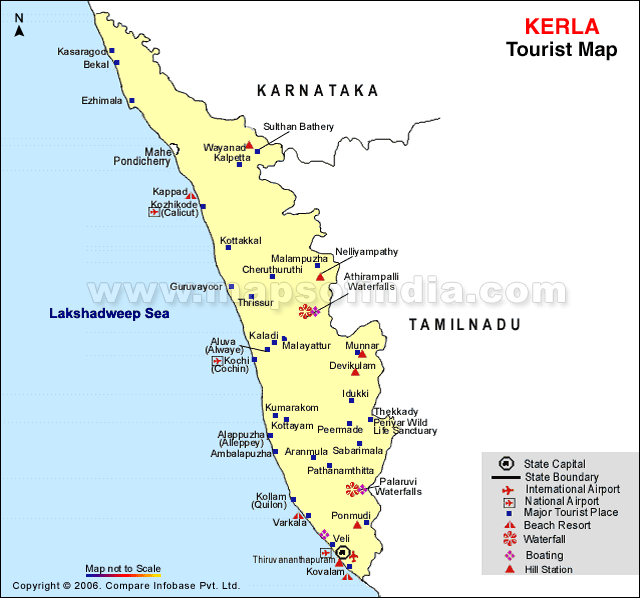 N
KERLA
Tourist Map
Kasaragod
Bekal
Ezhimala
KARNATAKA
Sulthan Bathery
Mahe
Pondicherry
Wayanad
Kalpetta
Kappad
Kozhikode
(Calicut)
Kottakkal
Nelliyampathy
Malampuzha
Cheruthuruthi
Athirampalli
Waterfalls
Guruvayoor
Thrissur
www.mapsofindia.com
Lakshadweep Sea
TAMILNADU
Kaladi
Aluva
(Alwaye)
Malayattur
Munnar
Kochi
(Cochin)
Devikulam
Idukki
Kumarakom
Kottayam
Thekkady
Periyar Wild
Life Sanctuary
Peermade
Alappuzha
(Alleppey)
Ambalapuzha
Sabarimala
Aranmula
Pathanamthitta
Palaruvi
Waterfalls
Kollam
(Quilon)
Varkala
Ponmudi
Veli
Thiruvananthapuram
Kovalam
State Capital
State Boundary
International Airport
National Airport
Major Tourist Place
Beach Resort
Waterfall
Boating
Hill Station
Map not to Scale
Copyright © 2006. Compare Infobase Pvt. Ltd.